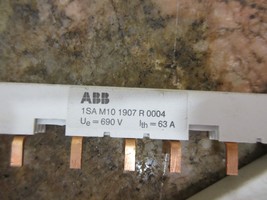 ABB
1SA M10 1907 R 0004
Ue = 690 V Ith = 63 A